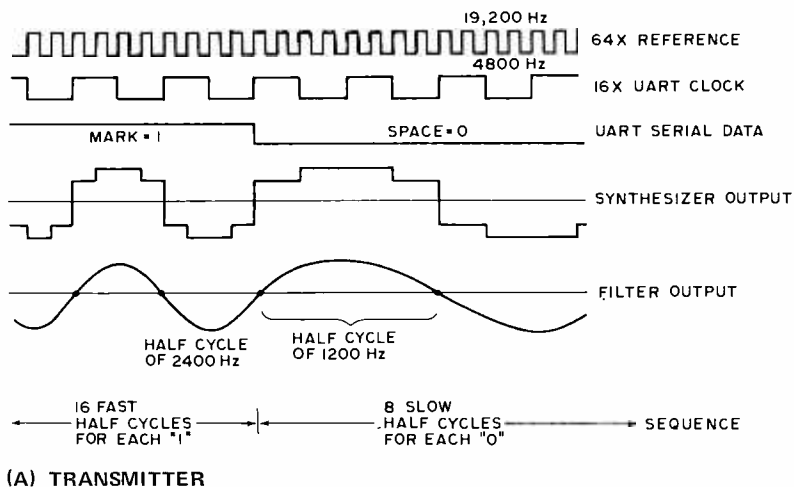 19,200 Hz
64X REFERENCE
4800 Hz
16X UART CLOCK
MARK = 1
SPACE = 0
UART SERIAL DATA
SYNTHESIZER OUTPUT
FILTER OUTPUT
HALF CYCLE
OF 2400 Hz
HALF CYCLE
OF 1200 Hz
16 FAST
HALF CYCLES
FOR EACH "1"
8 SLOW
HALF CYCLES
FOR EACH "0"
SEQUENCE
(A) TRANSMITTER